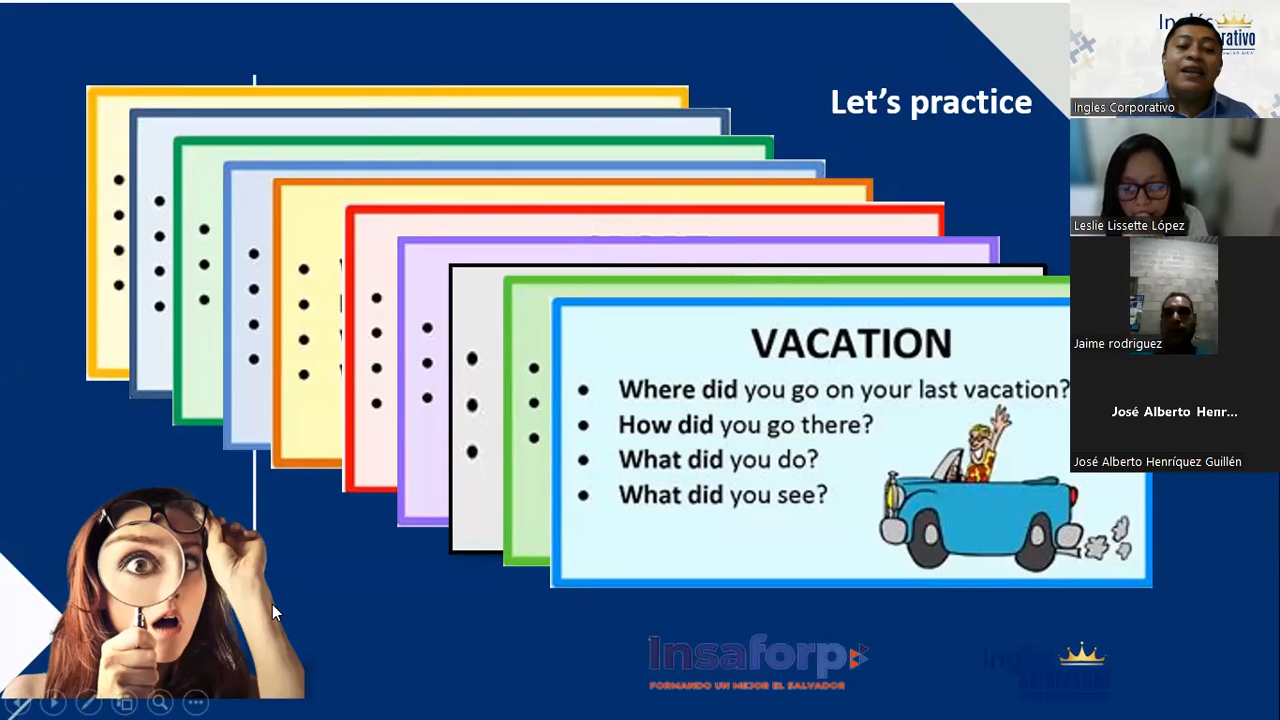 Let's practice
VACATION
• Where did you go on your last vacation?
• How did you go there?
• What did you do?
• What did you see?
Insaforp
FORMANDO UN MEJOR EL SALVADOR
Inglés
Corporativo
Ingles Corporativo
Leslie Lissette López
Jaime rodriguez
José Alberto Henr...
José Alberto Henríquez Guillén